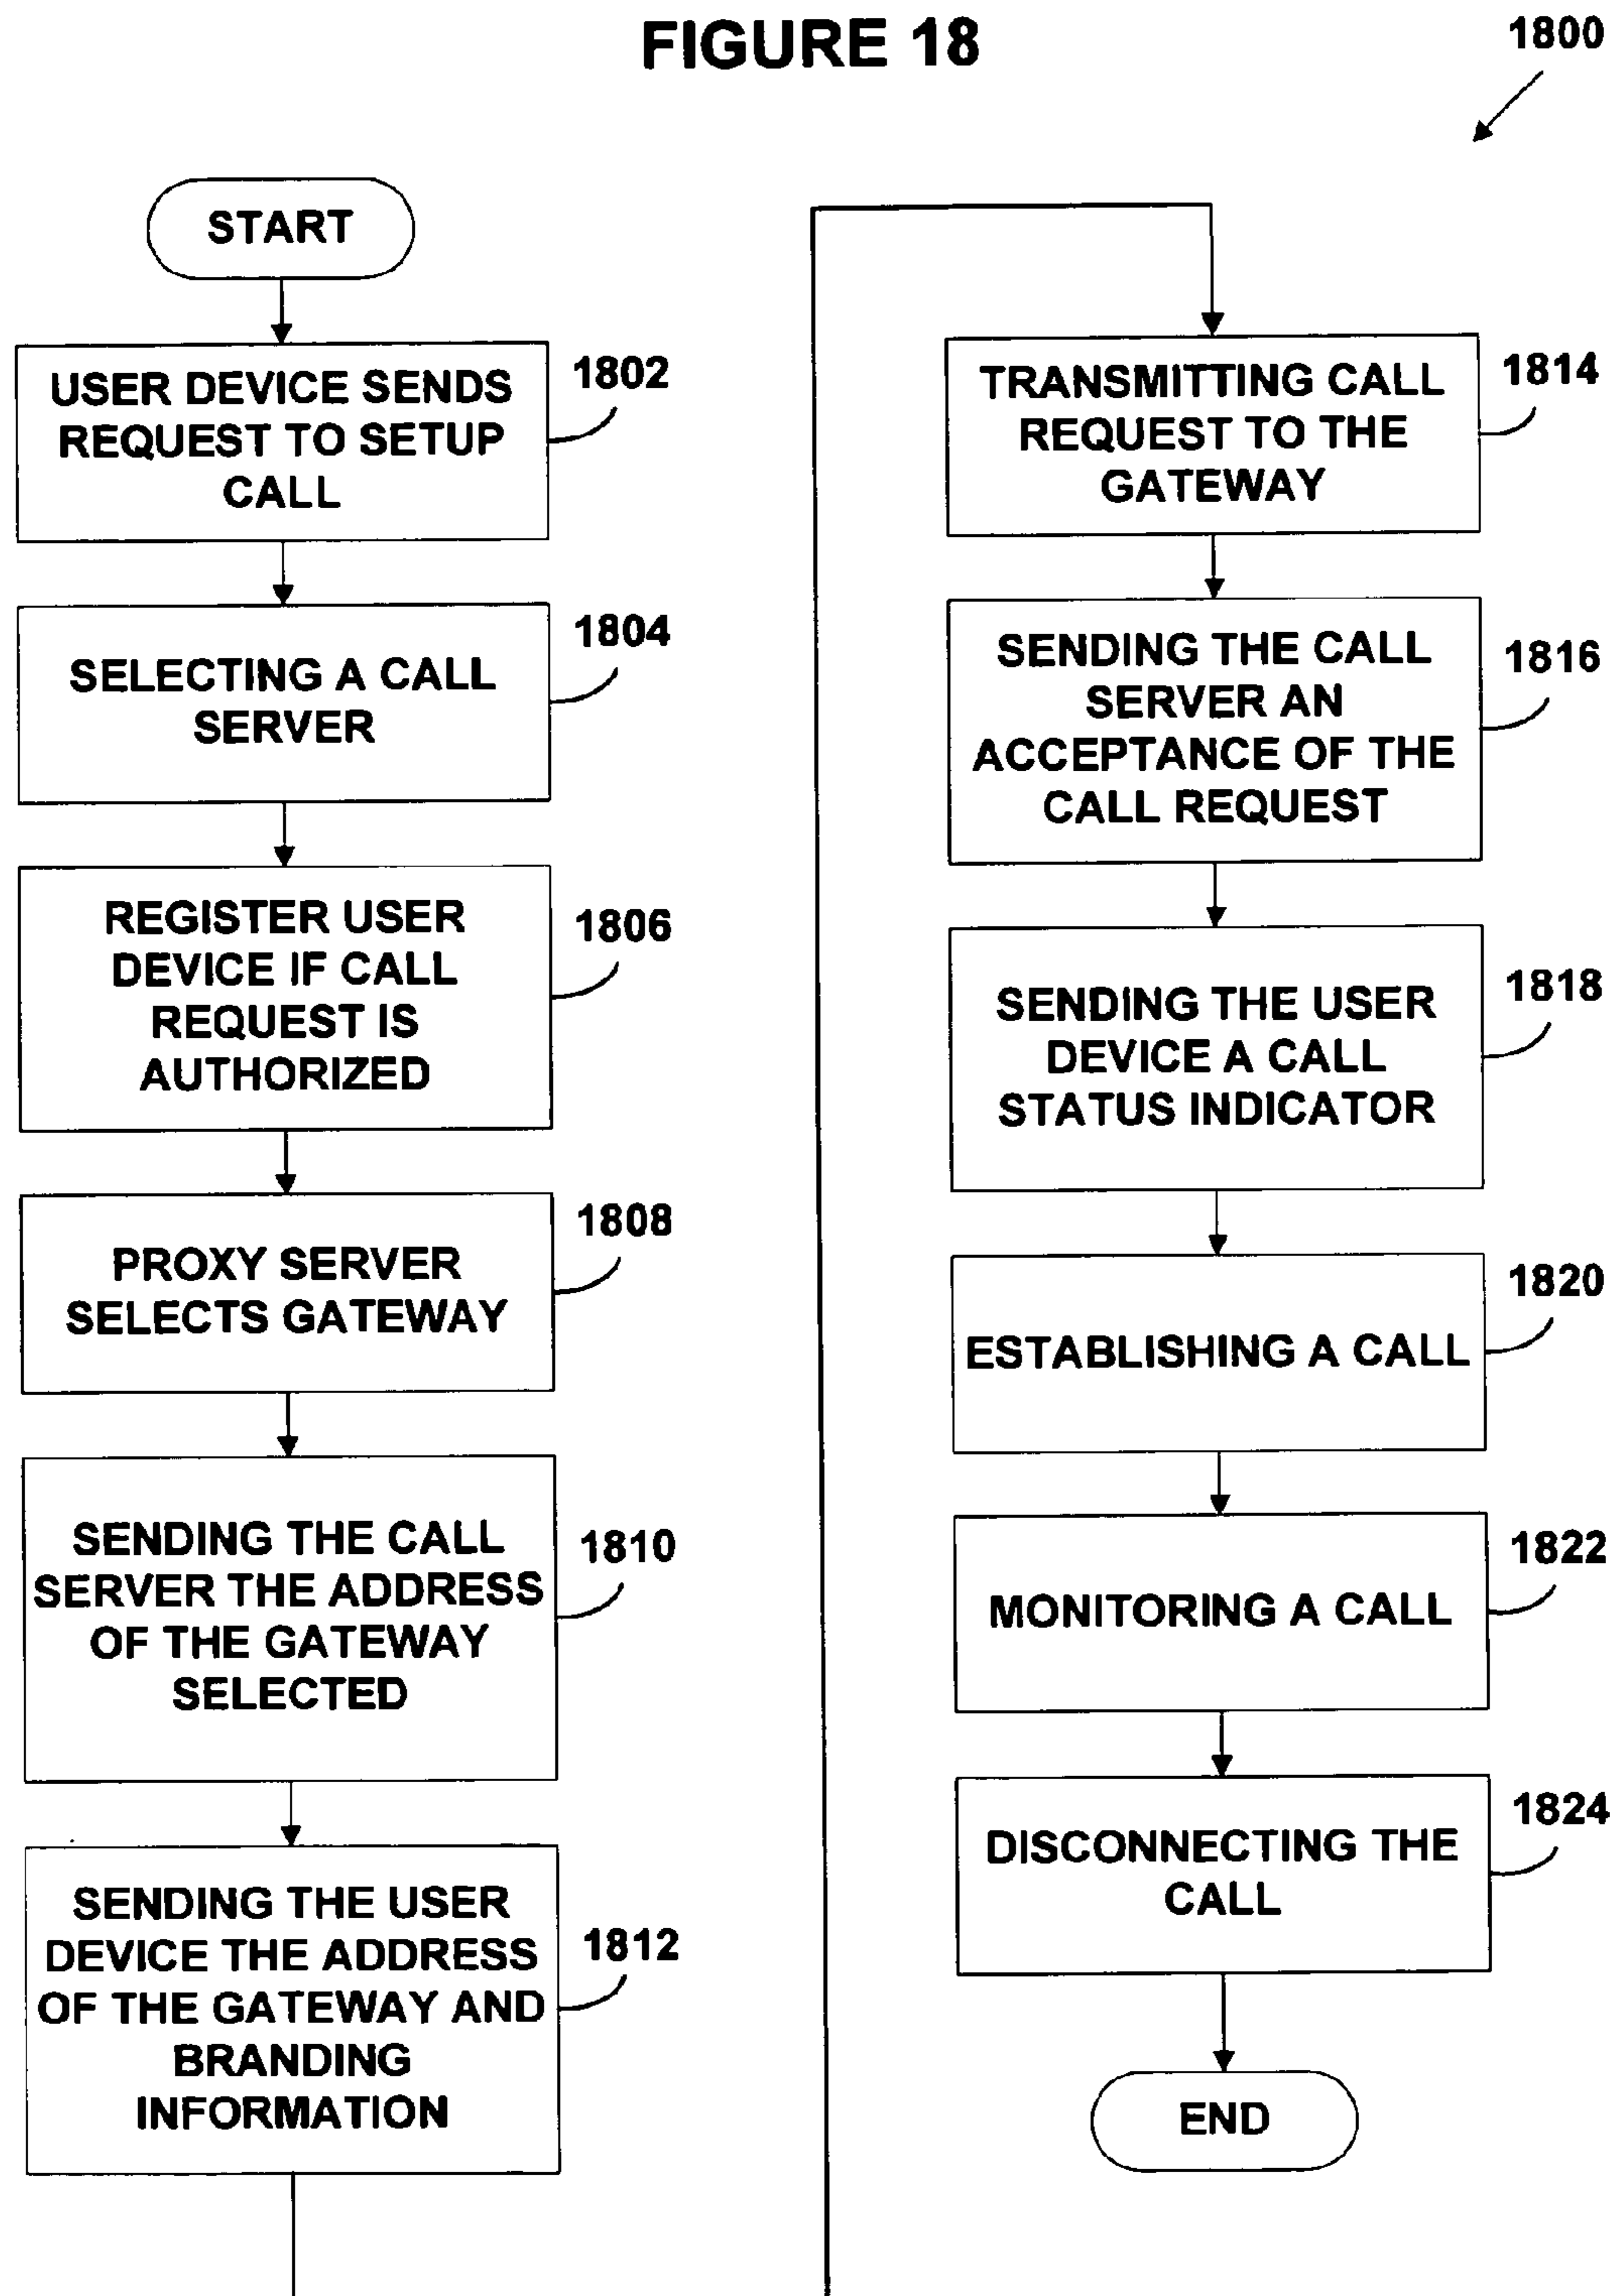 FIGURE 18
1800
START
USER DEVICE SENDS
REQUEST TO SETUP
CALL
1802
SELECTING A CALL
SERVER
1804
REGISTER USER
DEVICE IF CALL
REQUEST IS
AUTHORIZED
1806
PROXY SERVER
SELECTS GATEWAY
1808
SENDING THE CALL
SERVER THE ADDRESS
OF THE GATEWAY
SELECTED
1810
SENDING THE USER
DEVICE THE ADDRESS
OF THE GATEWAY AND
BRANDING
INFORMATION
1812
TRANSMITTING CALL
REQUEST TO THE
GATEWAY
1814
SENDING THE CALL
SERVER AN
ACCEPTANCE OF THE
CALL REQUEST
1816
SENDING THE USER
DEVICE A CALL
STATUS INDICATOR
1818
ESTABLISHING A CALL
1820
MONITORING A CALL
1822
DISCONNECTING THE
CALL
1824
END